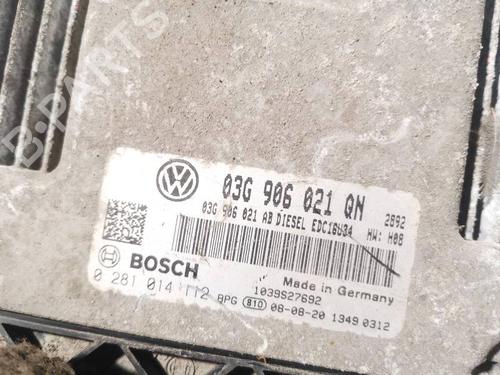 B-PARTS
03G 906 021 QN
2892
03G 906 021 AB DIESEL EDC16U34 HW: H08
BOSCH
Made in Germany
1039S27692
0 281 014 112 BPG 810 08-08-20 1349 0312